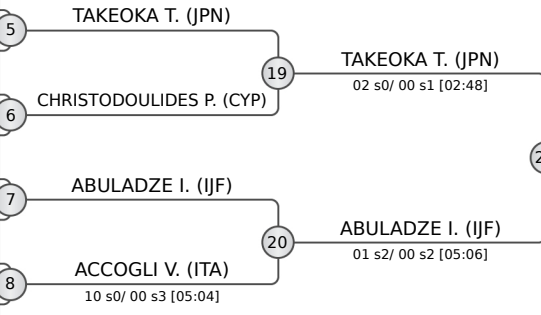 5
TAKEOKA T. (JPN)
19
TAKEOKA T. (JPN)
02 s0/ 00 s1 [02:48]
6
CHRISTODOULIDES P. (CYP)
2
7
ABULADZE I. (IJF)
20
ABULADZE I. (IJF)
01 s2/ 00 s2 [05:06]
8
ACCOGLI V. (ITA)
10 s0/ 00 s3 [05:04]